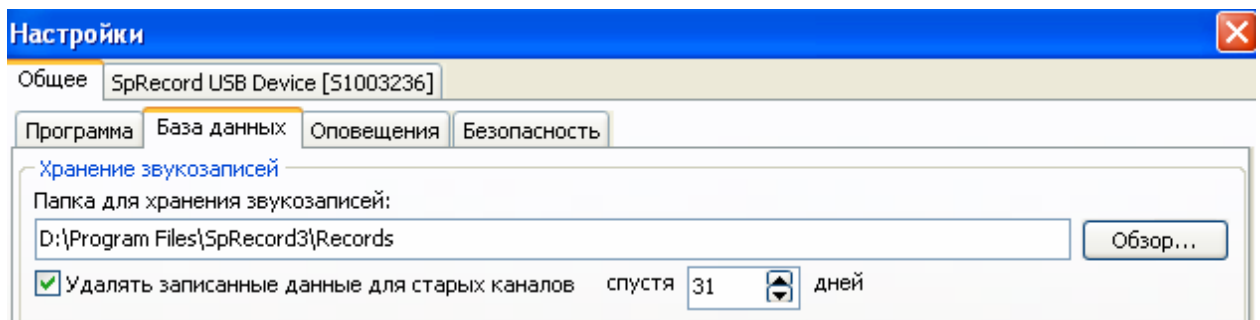 Настройки
Общее SpRecord USB Device [S1003236]
Программа База данных Оповещения Безопасность
Хранение звукозаписей
Папка для хранения звукозаписей:
D:\Program Files\SpRecord3\Records Обзор...
Удалять записанные данные для старых каналов спустя 31 дней